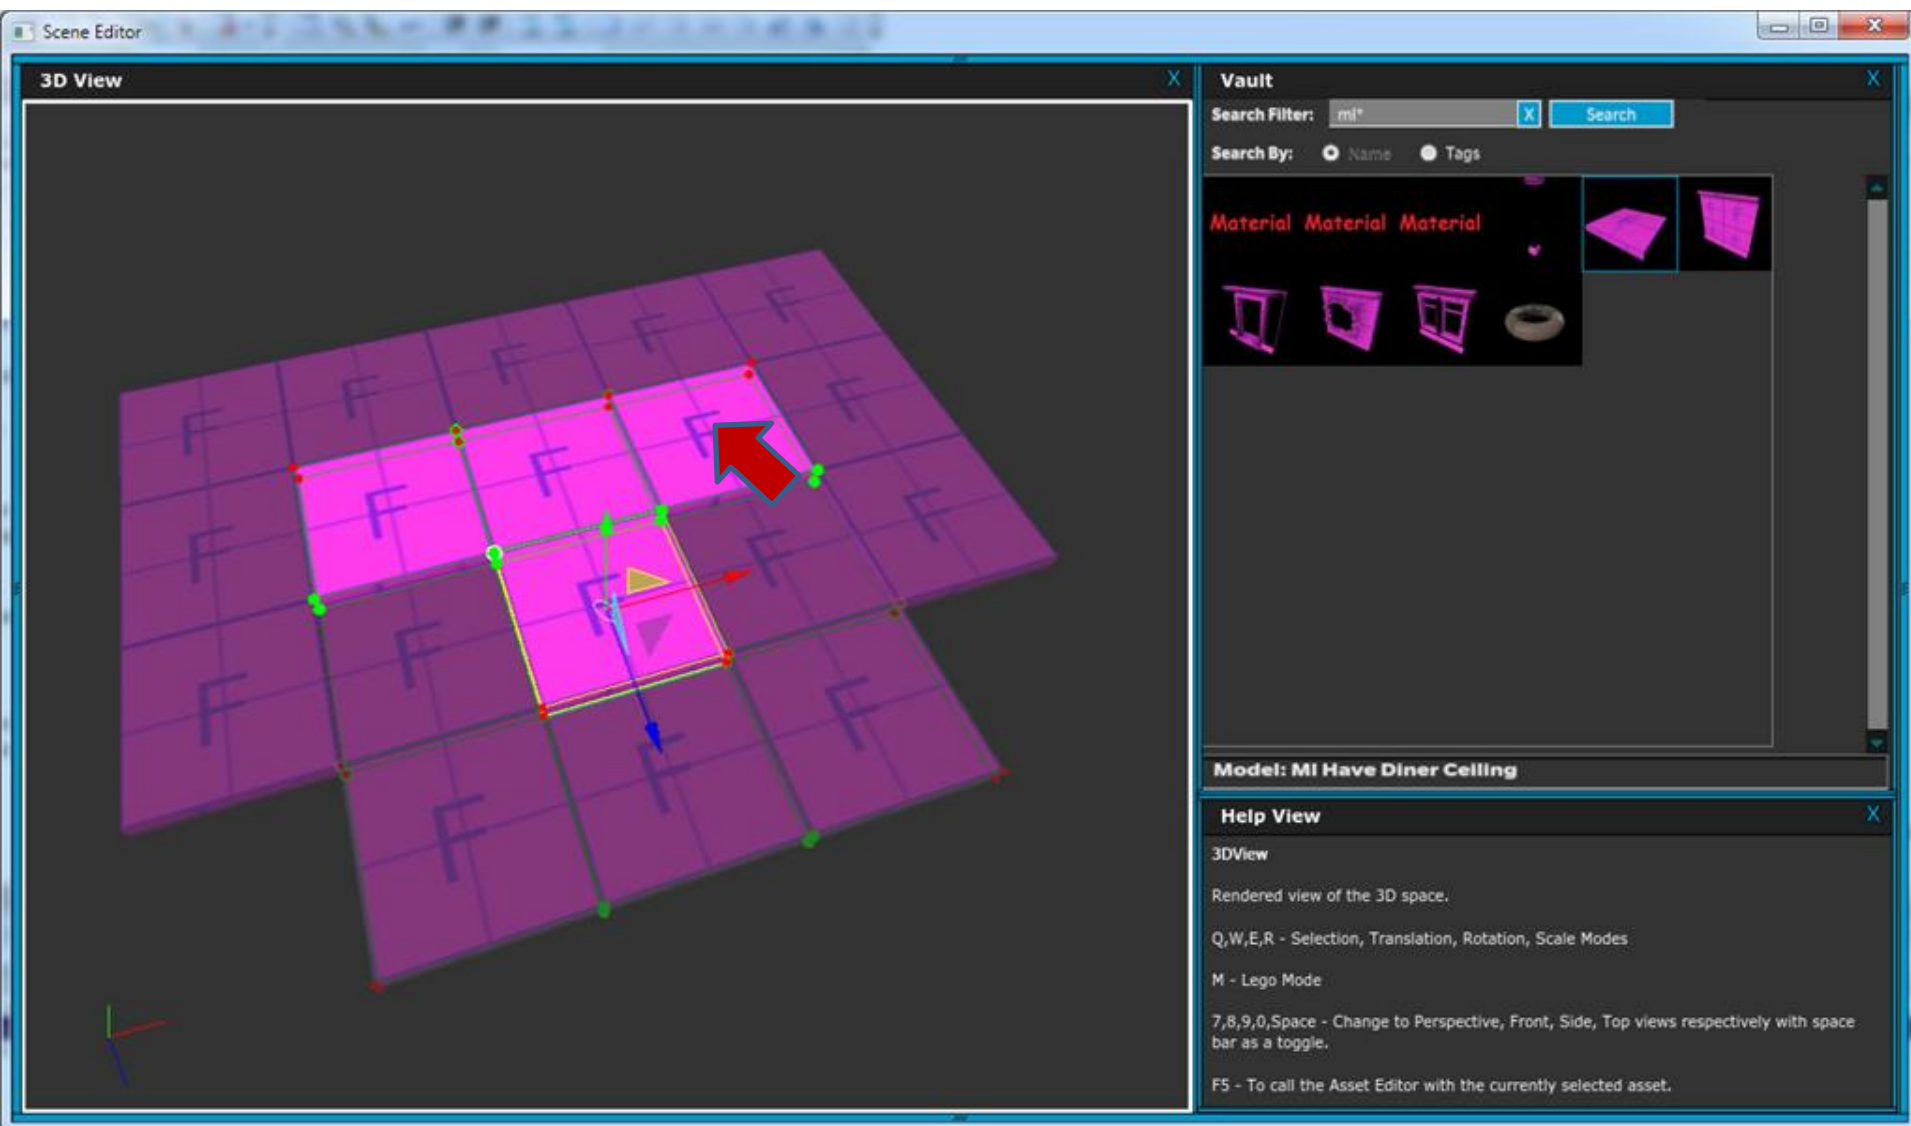 Scene Editor
3D View X
F F F F F
F F F F F
F F F F F
F F F
Vault X
Search Filter: ml* X Search
Search By: Name Tags
Material Material Material
Model: MI Have Diner Ceiling
Help View X
3DView
Rendered view of the 3D space.
Q,W,E,R - Selection, Translation, Rotation, Scale Modes
M - Lego Mode
7,8,9,0,Space - Change to Perspective, Front, Side, Top views respectively with space
bar as a toggle.
F5 - To call the Asset Editor with the currently selected asset.